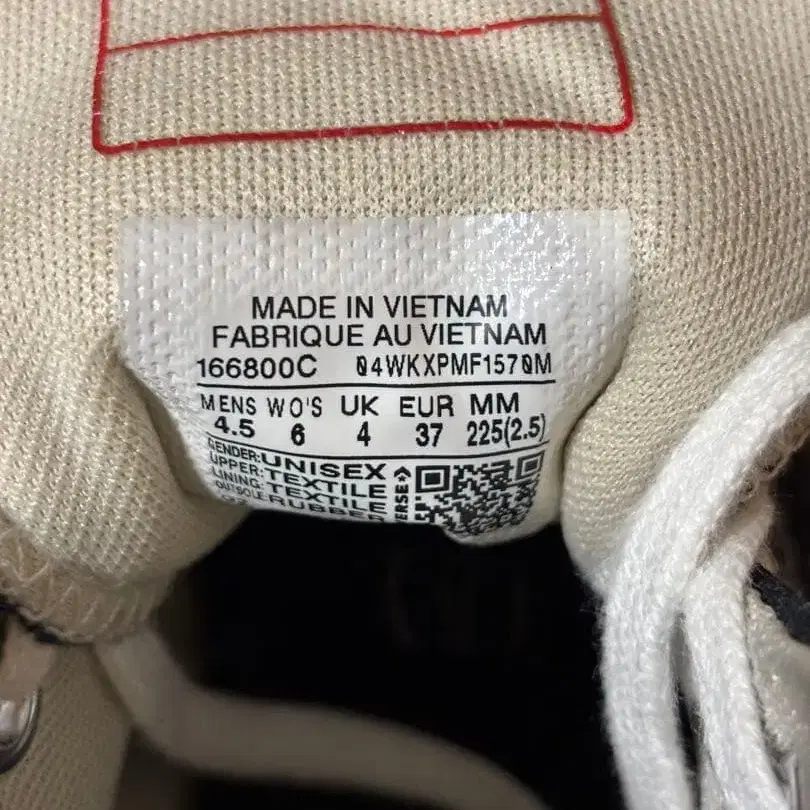 MADE IN VIETNAM
FABRIQUE AU VIETNAM
166800C 04WKXPMF1570M
MENS WO'S UK EUR MM
4.5 6 4 37 225(2.5)
GENDER: UNISEX
UPPER: TEXTILE
LINING: TEXTILE
OUTSOLE RUBBER